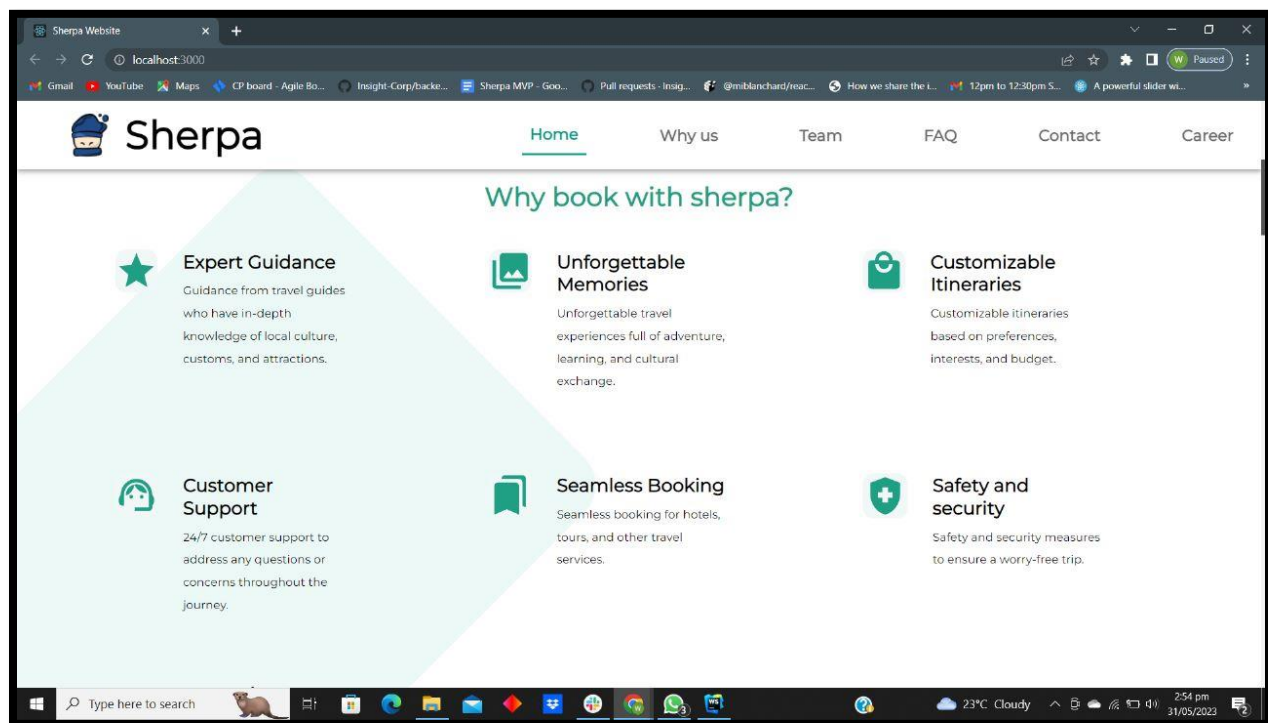 Sherpa Website
localhost:3000
Paused
Gmail YouTube Maps CP board - Agile Bo... Insight-Corp/backe... Sherpa MVP - Goo... Pull requests - Insig... @miblanchard/reac... How we share the i... 12pm to 12:30pm S... A powerful slider wi... »
Sherpa Home Why us Team FAQ Contact Career
Why book with sherpa?
Expert Guidance
Guidance from travel guides
who have in-depth
knowledge of local culture,
customs, and attractions.
Unforgettable
Memories
Unforgettable travel
experiences full of adventure,
learning, and cultural
exchange.
Customizable
Itineraries
Customizable itineraries
based on preferences,
interests, and budget.
Customer
Support
24/7 customer support to
address any questions or
concerns throughout the
journey.
Seamless Booking
Seamless booking for hotels,
tours, and other travel
services.
Safety and
security
Safety and security measures
to ensure a worry-free trip.
Type here to search
23°C Cloudy
2:54 pm
31/05/2023